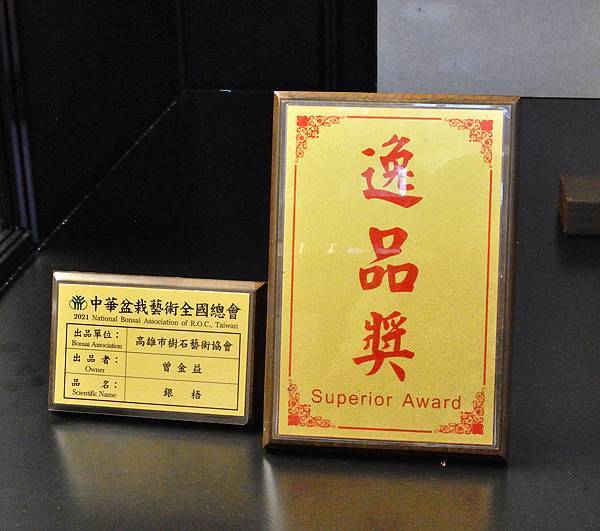 中華盆栽藝術全國總會
2021 National Bonsai Association of R.O.C., Taiwan
出品單位： 高雄市樹石藝術協會
Bonsai Association
出品者： 曾金益
Owner
品名： 銀梧
Scientific Name
逸品獎
Superior Award